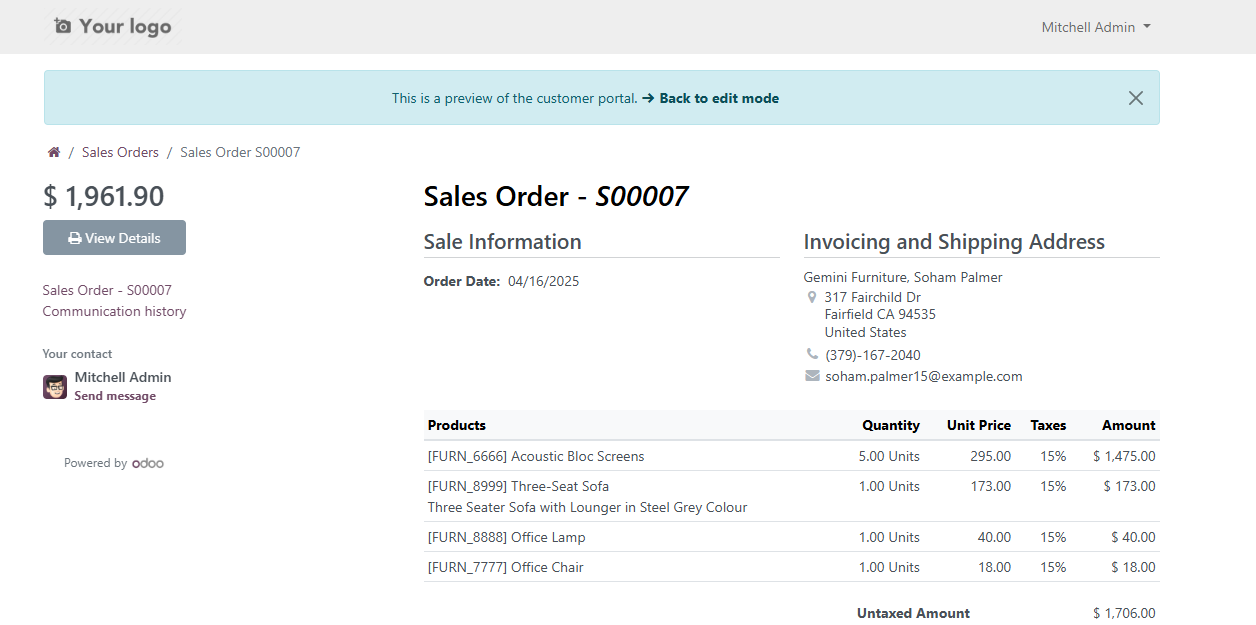 Your logo
Mitchell Admin
This is a preview of the customer portal. → Back to edit mode
/ Sales Orders / Sales Order S00007
$ 1,961.90
View Details
Sales Order - S00007
Communication history
Your contact
Mitchell Admin
Send message
Powered by odoo
Sales Order - S00007
Sale Information
Order Date: 04/16/2025
Invoicing and Shipping Address
Gemini Furniture, Soham Palmer
317 Fairchild Dr
Fairfield CA 94535
United States
(379)-167-2040
soham.palmer15@example.com
Products Quantity Unit Price Taxes Amount
[FURN_6666] Acoustic Bloc Screens 5.00 Units 295.00 15% $ 1,475.00
[FURN_8999] Three-Seat Sofa 1.00 Units 173.00 15% $ 173.00
Three Seater Sofa with Lounger in Steel Grey Colour
[FURN_8888] Office Lamp 1.00 Units 40.00 15% $ 40.00
[FURN_7777] Office Chair 1.00 Units 18.00 15% $ 18.00
Untaxed Amount $ 1,706.00